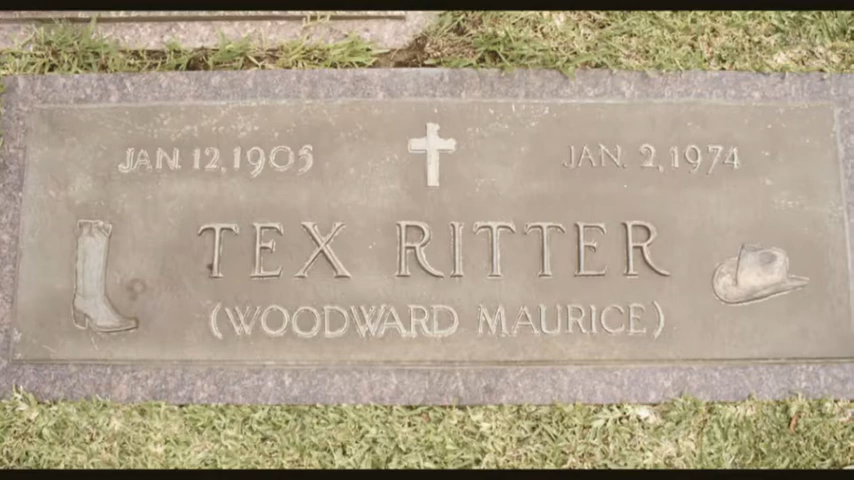 JAN. 12, 1905
JAN. 2, 1974
TEX RITTER
(WOODWARD MAURICE)